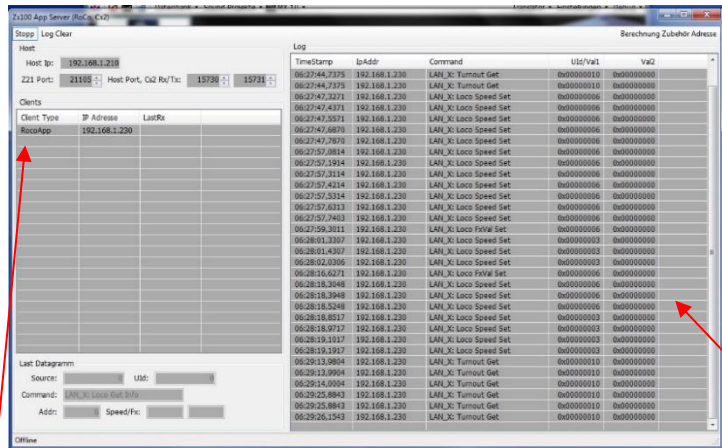 Zs100 App Server (RoCo, Cs2)
Stopp Log Clear
Berechnung Zubehör Adresse
Host
Host Ip: 192.168.1.210
Z21 Port: 21105 Host Port, Cs2 Rx/Tx: 15730 15731
Clients
Client Type IP Adresse LastRx
RocoApp 192.168.1.230
Last Datagramm
Source: 0 UId: 0
Command: LAN_X: Loco Get Info
Addr: 6 Speed/Fx:
Offline
Log
TimeStamp IpAddr Command UId/Val1 Val2
06:27:44,7375 192.168.1.230 LAN_X: Turnout Get 0x00000010 0x00000000
06:27:44,7375 192.168.1.230 LAN_X: Turnout Get 0x00000010 0x00000000
06:27:47,3271 192.168.1.230 LAN_X: Loco Speed Set 0x00000006 0x00000000
06:27:47,4371 192.168.1.230 LAN_X: Loco Speed Set 0x00000006 0x00000000
06:27:47,5571 192.168.1.230 LAN_X: Loco Speed Set 0x00000006 0x00000000
06:27:47,6870 192.168.1.230 LAN_X: Loco Speed Set 0x00000006 0x00000000
06:27:47,7870 192.168.1.230 LAN_X: Loco Speed Set 0x00000006 0x00000000
06:27:57,0814 192.168.1.230 LAN_X: Loco Speed Set 0x00000006 0x00000000
06:27:57,1914 192.168.1.230 LAN_X: Loco Speed Set 0x00000006 0x00000000
06:27:57,3114 192.168.1.230 LAN_X: Loco Speed Set 0x00000006 0x00000000
06:27:57,4214 192.168.1.230 LAN_X: Loco Speed Set 0x00000006 0x00000000
06:27:57,5314 192.168.1.230 LAN_X: Loco Speed Set 0x00000006 0x00000000
06:27:57,6313 192.168.1.230 LAN_X: Loco Speed Set 0x00000006 0x00000000
06:27:57,7403 192.168.1.230 LAN_X: Loco Speed Set 0x00000006 0x00000000
06:27:59,3011 192.168.1.230 LAN_X: Loco FxVal Set 0x00000006 0x00000000
06:28:01,3307 192.168.1.230 LAN_X: Loco Speed Set 0x00000003 0x00000000
06:28:01,4307 192.168.1.230 LAN_X: Loco Speed Set 0x00000003 0x00000000
06:28:02,0306 192.168.1.230 LAN_X: Loco Speed Set 0x00000003 0x00000000
06:28:16,6271 192.168.1.230 LAN_X: Loco FxVal Set 0x00000006 0x00000000
06:28:18,3048 192.168.1.230 LAN_X: Loco Speed Set 0x00000006 0x00000000
06:28:18,3948 192.168.1.230 LAN_X: Loco Speed Set 0x00000006 0x00000000
06:28:18,5248 192.168.1.230 LAN_X: Loco Speed Set 0x00000006 0x00000000
06:28:18,8517 192.168.1.230 LAN_X: Loco Speed Set 0x00000003 0x00000000
06:28:18,9717 192.168.1.230 LAN_X: Loco Speed Set 0x00000003 0x00000000
06:28:19,1017 192.168.1.230 LAN_X: Loco Speed Set 0x00000003 0x00000000
06:28:19,1917 192.168.1.230 LAN_X: Loco Speed Set 0x00000003 0x00000000
06:29:13,9804 192.168.1.230 LAN_X: Turnout Get 0x00000010 0x00000000
06:29:13,9904 192.168.1.230 LAN_X: Turnout Get 0x00000010 0x00000000
06:29:14,0004 192.168.1.230 LAN_X: Turnout Get 0x00000010 0x00000000
06:29:25,8843 192.168.1.230 LAN_X: Turnout Get 0x00000010 0x00000000
06:29:25,8843 192.168.1.230 LAN_X: Turnout Get 0x00000010 0x00000000
06:29:26,1543 192.168.1.230 LAN_X: Turnout Get 0x00000010 0x00000000